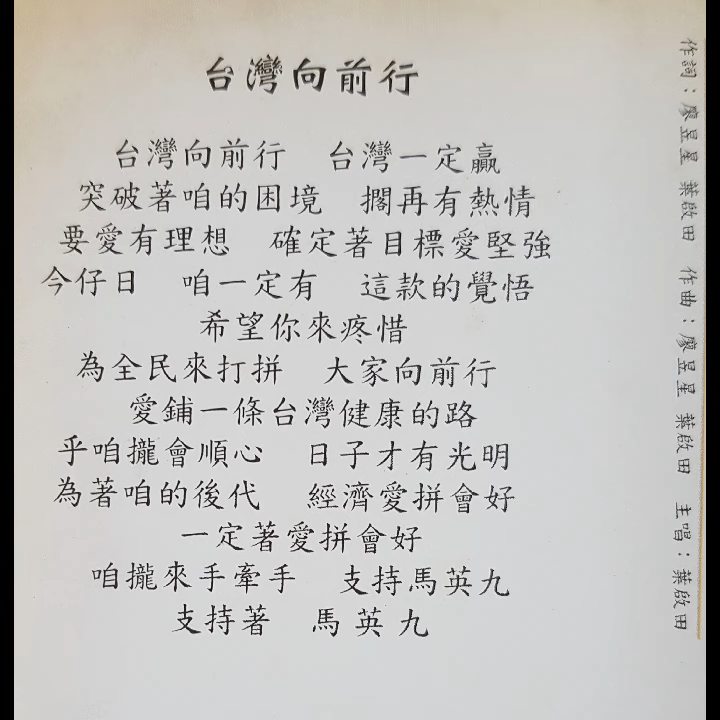 台灣向前行
台灣向前行　台灣一定贏
突破著咱的困境　擱再有熱情
要愛有理想　確定著目標愛堅強
今仔日　咱一定有　這款的覺悟
希望你來疼惜
為全民來打拼　大家向前行
愛鋪一條台灣健康的路
乎咱攏會順心　日子才有光明
為著咱的後代　經濟愛拼會好
一定著愛拼會好
咱攏來手牽手　支持馬英九
支持著　馬英九
作詞：廖昱星 葉啟田　作曲：廖昱星 葉啟田　主唱：葉啟田